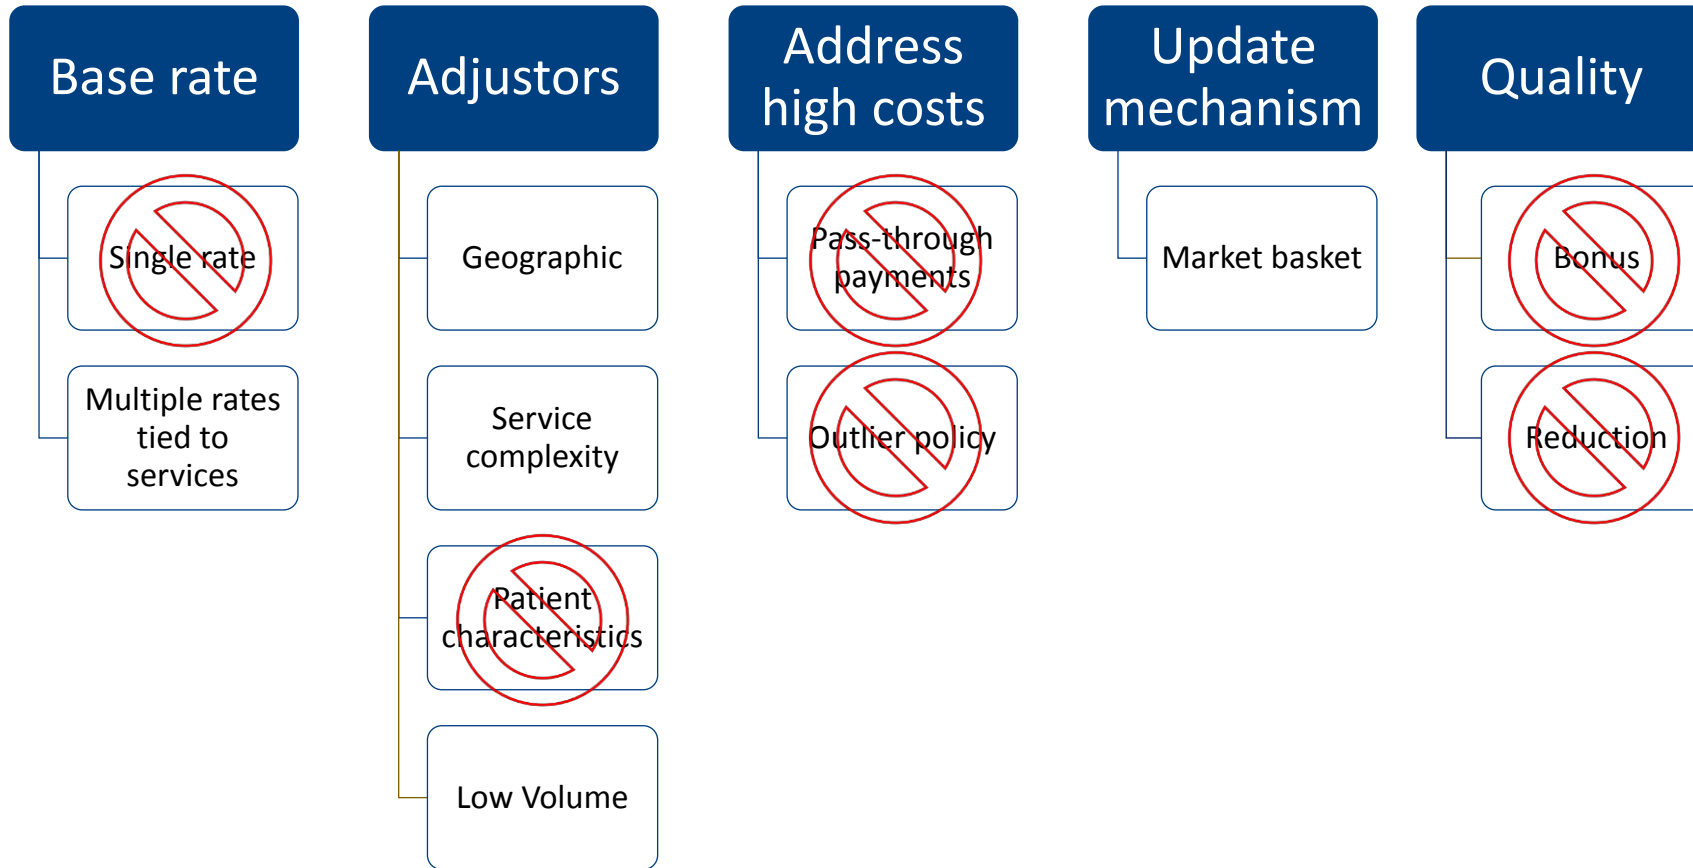 Base rate
Single rate
Multiple rates
tied to
services
Adjustors
Geographic
Service
complexity
Patient
characteristics
Low Volume
Address
high costs
Pass-through
payments
Outlier policy
Update
mechanism
Market basket
Quality
Bonus
Reduction